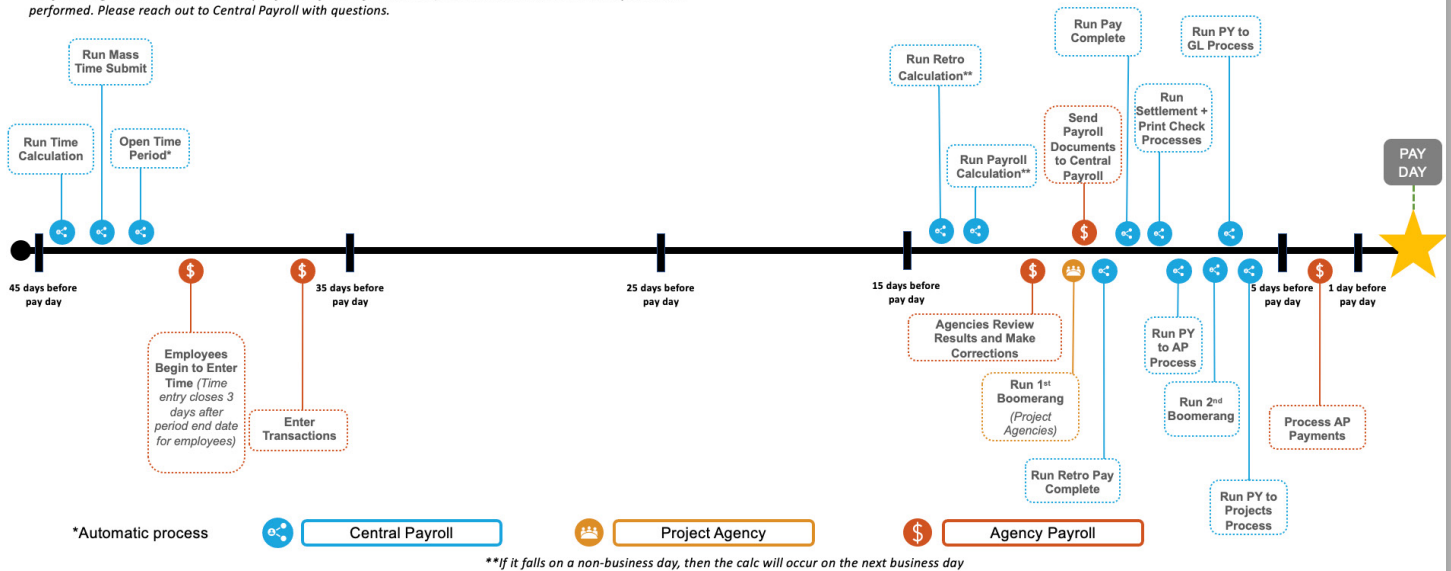 performed. Please reach out to Central Payroll with questions.
Run Mass
Time Submit
Run Time
Calculation
Open Time
Period*
Run Retro
Calculation**
Run Payroll
Calculation**
Send
Payroll
Documents
to Central
Payroll
Run Pay
Complete
Run
Settlement +
Print Check
Processes
Run PY to
GL Process
PAY
DAY
45 days before
pay day
35 days before
pay day
25 days before
pay day
15 days before
pay day
5 days before
pay day
1 day before
pay day
Employees
Begin to Enter
Time (Time
entry closes 3
days after
period end date
for employees)
Enter
Transactions
Agencies Review
Results and Make
Corrections
Run 1st
Boomerang
(Project
Agencies)
Run Retro Pay
Complete
Run PY
to AP
Process
Run 2nd
Boomerang
Run PY to
Projects
Process
Process AP
Payments
*Automatic process
Central Payroll
Project Agency
Agency Payroll
**If it falls on a non-business day, then the calc will occur on the next business day